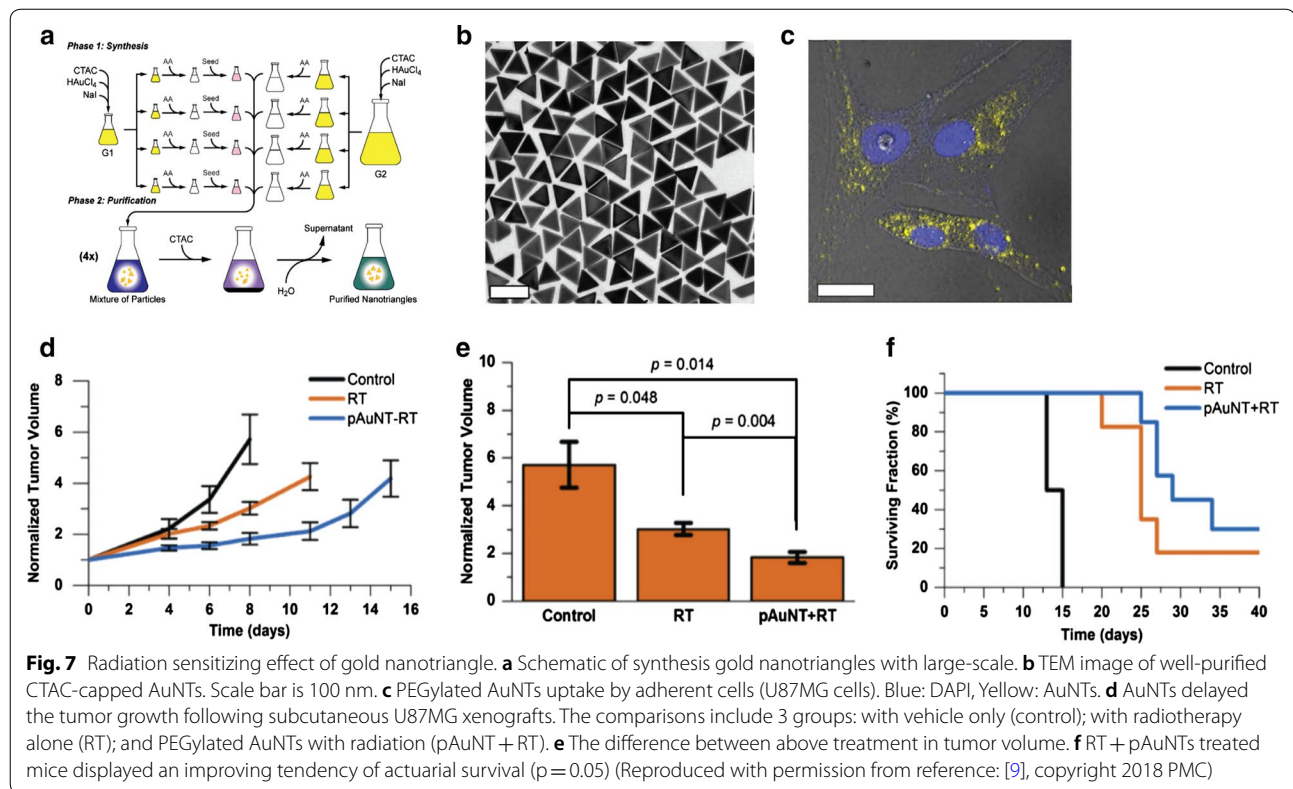 a
Phase 1: Synthesis
CTAC
HAuCl₄
NaI
G1
AA Seed AA
AA Seed AA
AA Seed AA
AA Seed AA
CTAC
HAuCl₄
NaI
G2
Phase 2: Purification
(4x)
CTAC
Supernatant
H₂O
Mixture of Particles
Purified Nanotriangles
b
c
d
Normalized Tumor Volume
8
6
4
2
0
0 2 4 6 8 10 12 14 16
Time (days)
Control
RT
pAuNT-RT
e
Normalized Tumor Volume
10
8
6
4
2
0
p = 0.014
p = 0.048
p = 0.004
Control RT pAuNT+RT
f
Surviving Fraction (%)
100
80
60
40
20
0
0 5 10 15 20 25 30 35 40
Time (days)
Control
RT
pAuNT+RT
Fig. 7 Radiation sensitizing effect of gold nanotriangle. a Schematic of synthesis gold nanotriangles with large-scale. b TEM image of well-purified
CTAC-capped AuNTs. Scale bar is 100 nm. c PEGylated AuNTs uptake by adherent cells (U87MG cells). Blue: DAPI, Yellow: AuNTs. d AuNTs delayed
the tumor growth following subcutaneous U87MG xenografts. The comparisons include 3 groups: with vehicle only (control); with radiotherapy
alone (RT); and PEGylated AuNTs with radiation (pAuNT + RT). e The difference between above treatment in tumor volume. f RT + pAuNTs treated
mice displayed an improving tendency of actuarial survival (p = 0.05) (Reproduced with permission from reference: [9], copyright 2018 PMC)